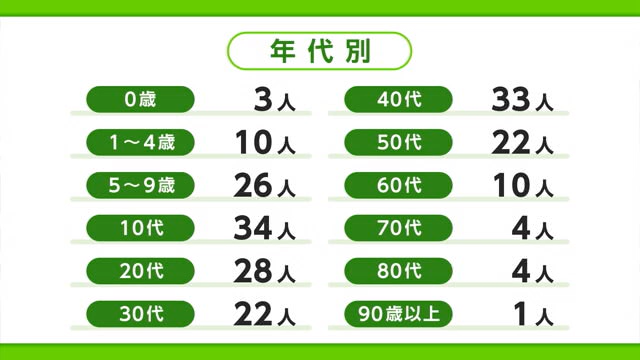 年代別
0歳 3人
1～4歳 10人
5～9歳 26人
10代 34人
20代 28人
30代 22人
40代 33人
50代 22人
60代 10人
70代 4人
80代 4人
90歳以上 1人